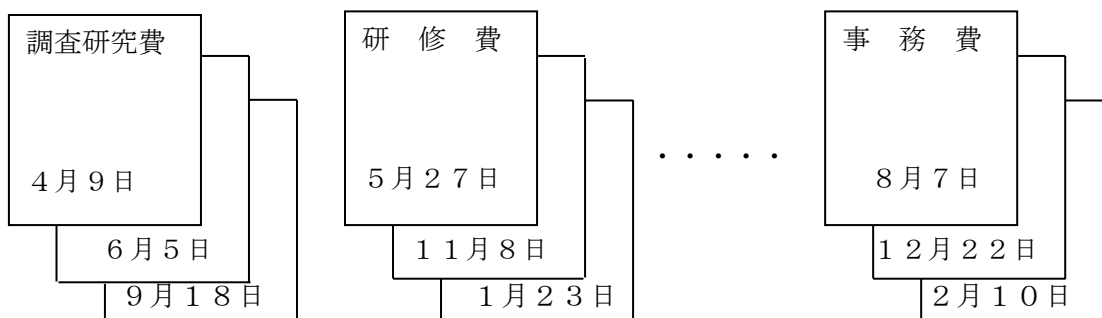 調査研究費
４月９日
６月５日
９月１８日
研　修　費
５月２７日
１１月８日
１月２３日
・・・・・
事　務　費
８月７日
１２月２２日
２月１０日